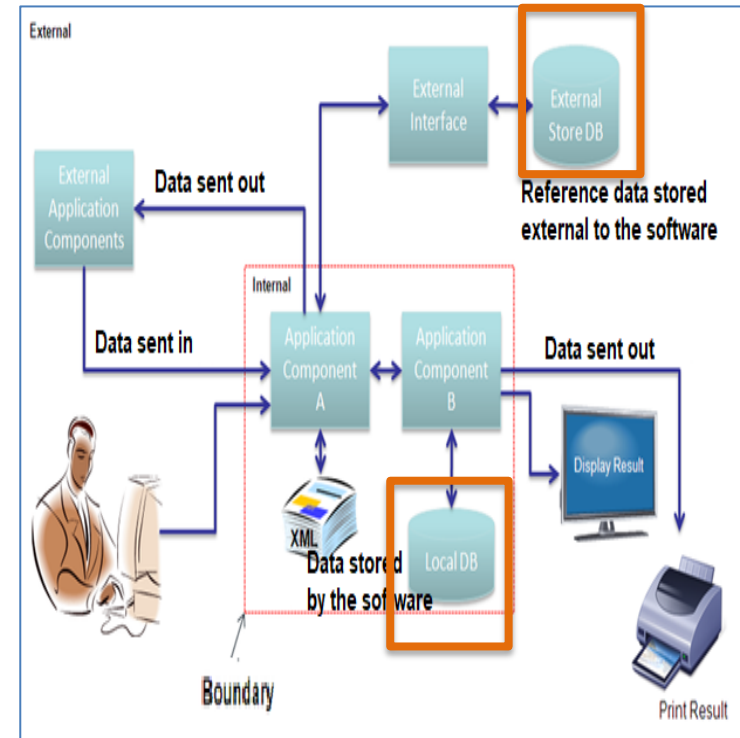 External
External
Interface
External
Store DB
External
Application
Components
Data sent out
Reference data stored
external to the software
Internal
Data sent in
Application
Component
A
Application
Component
B
Data sent out
Display Result
XML
Data stored
by the software
Local DB
Boundary
Print Result